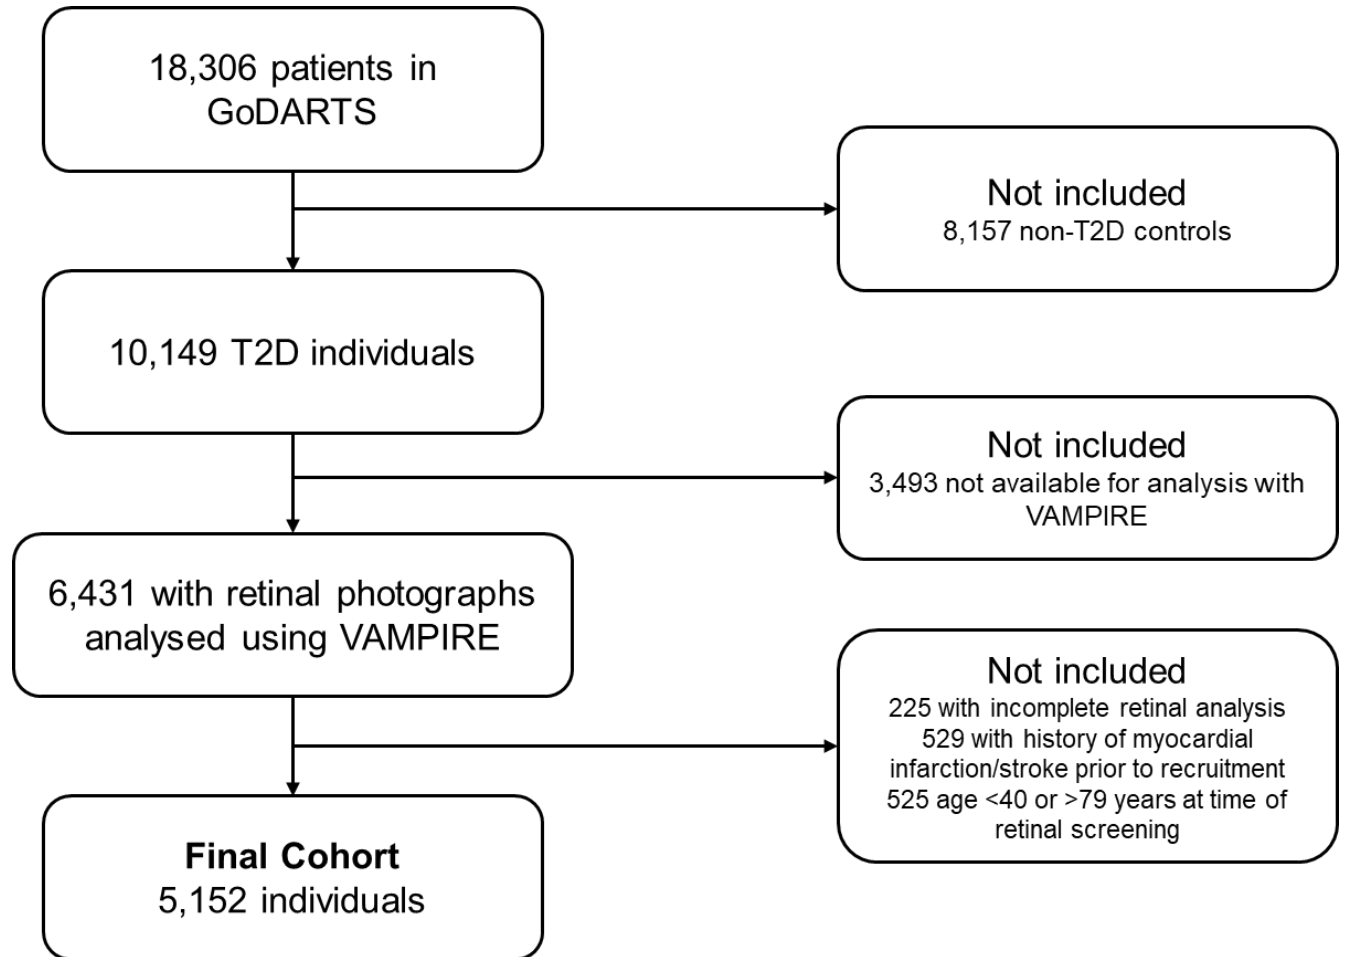 18,306 patients in
GoDARTS
Not included
8,157 non-T2D controls
10,149 T2D individuals
Not included
3,493 not available for analysis with
VAMPIRE
6,431 with retinal photographs
analysed using VAMPIRE
Not included
225 with incomplete retinal analysis
529 with history of myocardial
infarction/stroke prior to recruitment
525 age <40 or >79 years at time of
retinal screening
Final Cohort
5,152 individuals